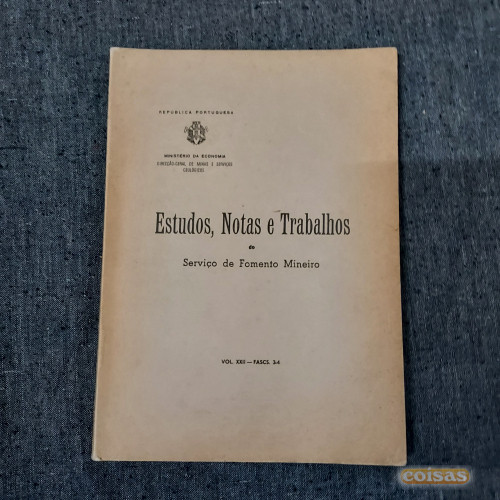 REPUBLICA PORTUGUESA
MINISTÉRIO DA ECONOMIA
DIRECÇÃO-GERAL DE MINAS E SERVIÇOS
GEOLÓGICOS
Estudos, Notas e Trabalhos
do
Serviço de Fomento Mineiro
VOL. XXII — FASCS. 3-4
coisas